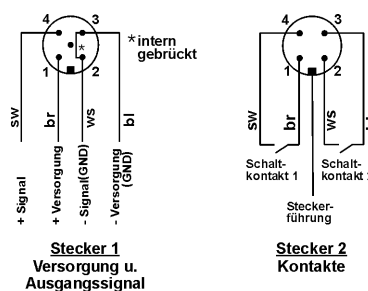 4 3
* intern
gebrückt
*
1 2
sw
br
ws
bl
+ Signal
+ Versorgung
- Signal(GND)
- Versorgung
(GND)
Stecker 1
Versorgung u.
Ausgangssignal
4 3
1 2
sw
br
ws
Schalt-
kontakt 1
Schalt-
kontakt
Stecker-
führung
Stecker 2
Kontakte